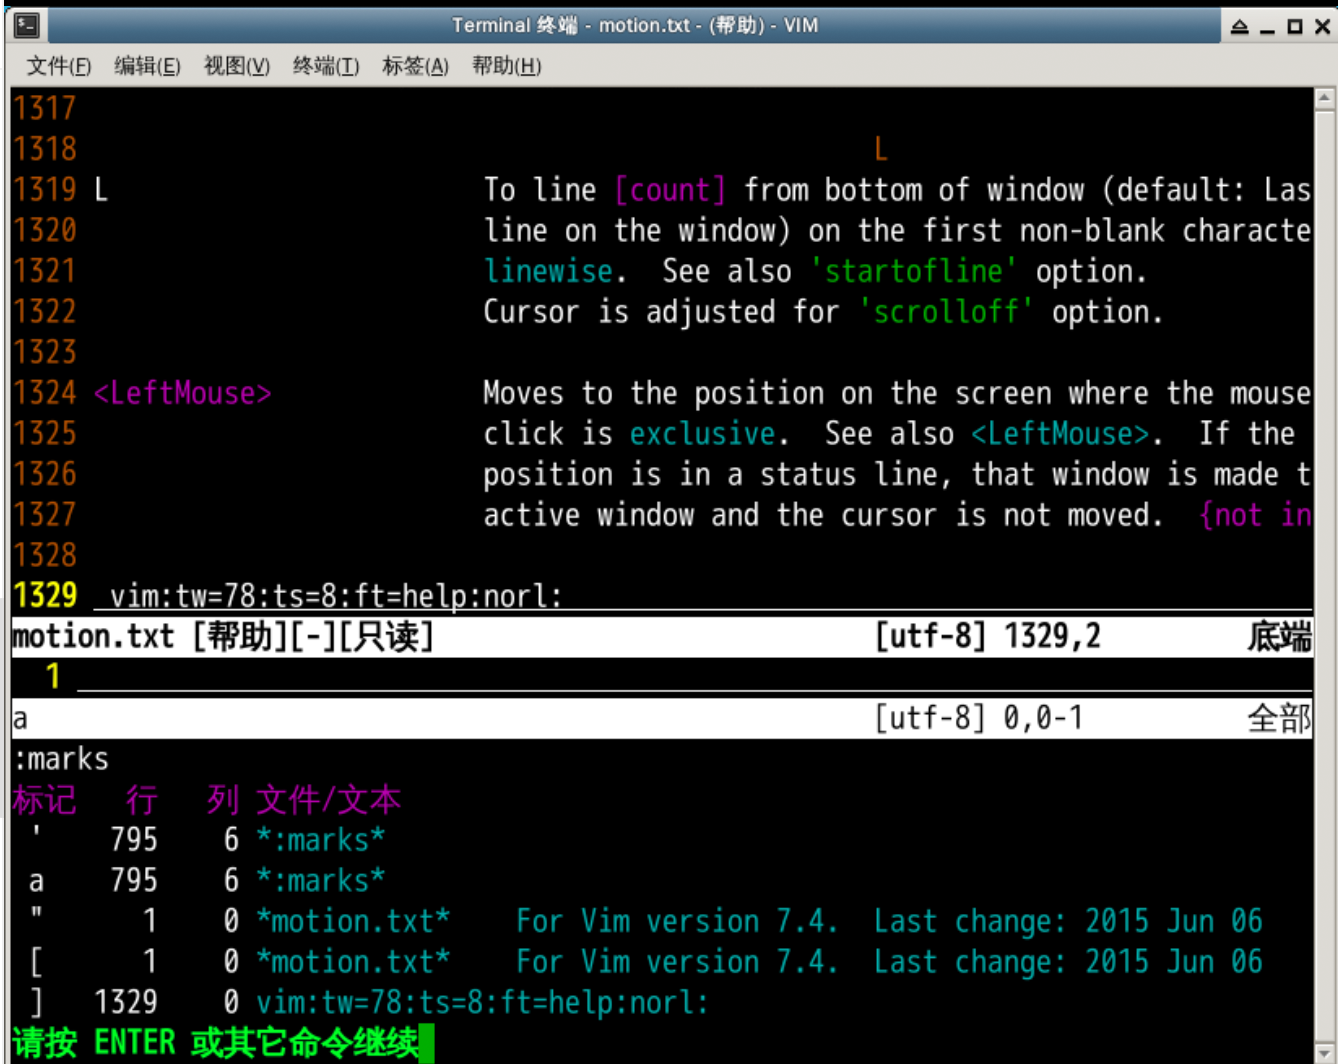 Terminal 终端 - motion.txt - (帮助) - VIM
文件(F) 编辑(E) 视图(V) 终端(T) 标签(A) 帮助(H)
1317
1318 L
1319 L To line [count] from bottom of window (default: Las
1320 line on the window) on the first non-blank characte
1321 linewise.  See also 'startofline' option.
1322 Cursor is adjusted for 'scrolloff' option.
1323
1324 <LeftMouse> Moves to the position on the screen where the mouse
1325 click is exclusive.  See also <LeftMouse>.  If the
1326 position is in a status line, that window is made t
1327 active window and the cursor is not moved.  {not in
1328
1329 vim:tw=78:ts=8:ft=help:norl:
motion.txt [帮助][-][只读] [utf-8] 1329,2 底端
1
a [utf-8] 0,0-1 全部
:marks
标记 行 列 文件/文本
' 795 6 *:marks*
a 795 6 *:marks*
" 1 0 *motion.txt* For Vim version 7.4.  Last change: 2015 Jun 06
[ 1 0 *motion.txt* For Vim version 7.4.  Last change: 2015 Jun 06
] 1329 0 vim:tw=78:ts=8:ft=help:norl:
请按 ENTER 或其它命令继续